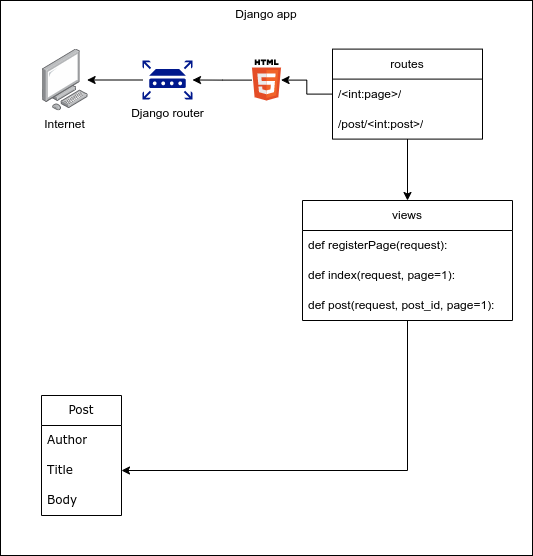 Django app
HTML
5
Internet
Django router
routes
/<int:page>/
/post/<int:post>/
views
def registerPage(request):
def index(request, page=1):
def post(request, post_id, page=1):
Post
Author
Title
Body